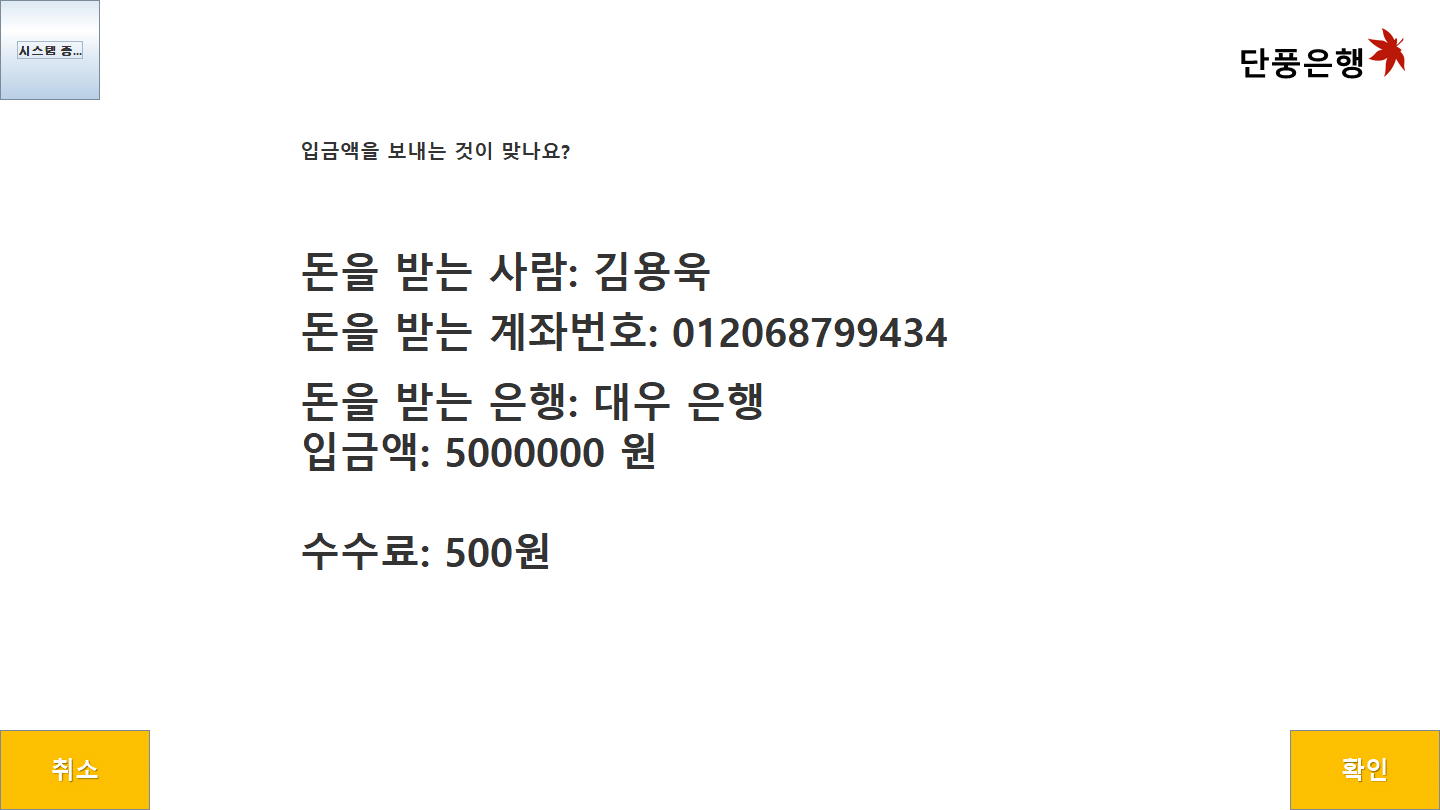 시스템 종...
단풍은행
입금액을 보내는 것이 맞나요?
돈을 받는 사람: 김용욱
돈을 받는 계좌번호: 012068799434
돈을 받는 은행: 대우 은행
입금액: 5000000 원
수수료: 500원
취소
확인